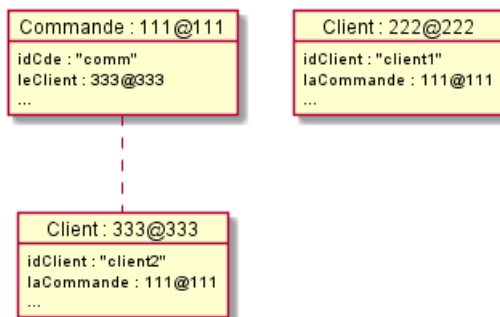 Commande : 111@111
idCde : "comm"
leClient : 333@333
...
Client : 222@222
idClient : "client1"
laCommande : 111@111
...
Client : 333@333
idClient : "client2"
laCommande : 111@111
...